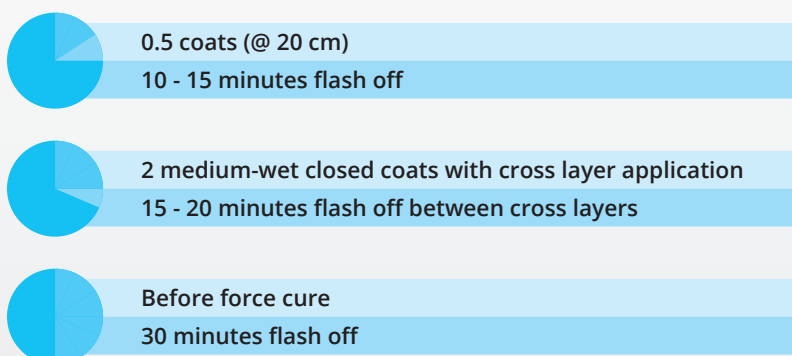 0.5 coats (@ 20 cm)
10 - 15 minutes flash off
2 medium-wet closed coats with cross layer application
15 - 20 minutes flash off between cross layers
Before force cure
30 minutes flash off